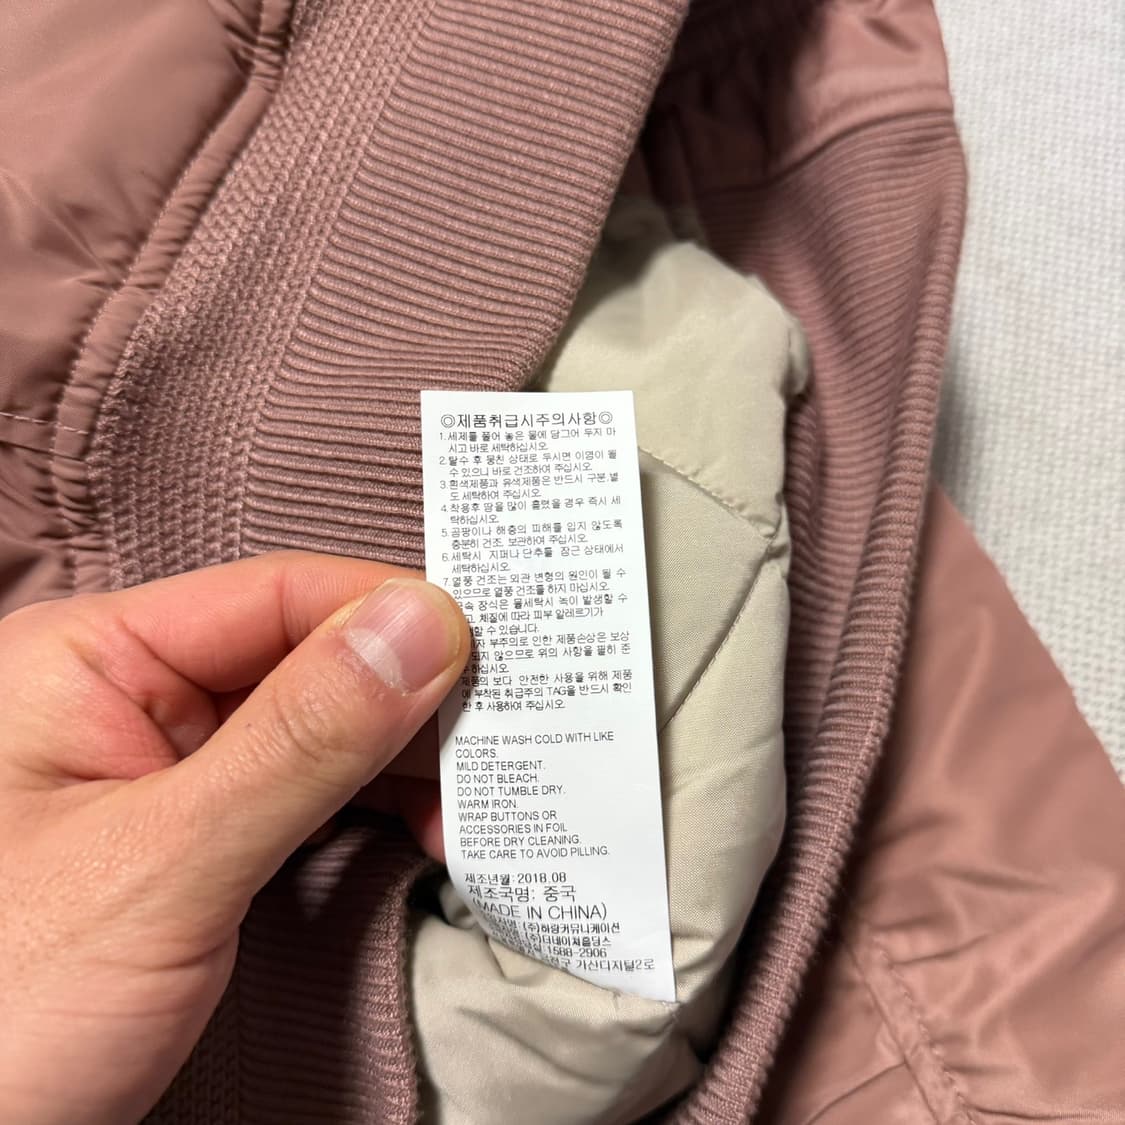 ◎제품취급시주의사항◎
1.세제를 풀어 놓은 물에 담그어 두지 마
시고 바로 세탁하십시오.
2.탈수 후 뭉친 상태로 두시면 이염이 될
수 있으니 바로 건조하여 주십시오.
3.흰색제품과 유색제품은 반드시 구분.별
도 세탁하여 주십시오.
4.착용후 땀을 많이 흘렸을 경우 즉시 세
탁하십시오.
5.곰팡이나 해충의 피해를 입지 않도록
충분히 건조. 보관하여 주십시오.
6.세탁시 지퍼나 단추를 잠근 상태에서
세탁하십시오.
7.열풍 건조는 외관 변형의 원인이 될 수
있으므로 열풍 건조를 하지 마십시오.
장식은 물세탁시 녹이 발생할 수
체질에 따라 피부 알레르기가
수 있습니다.
부주의로 인한 제품손상은 보상
되지 않으므로 위의 사항을 필히 준
하십시오.
제품의 보다 안전한 사용을 위해 제품
에 부착된 취급주의 TAG을 반드시 확인
한 후 사용하여 주십시오.
MACHINE WASH COLD WITH LIKE
COLORS.
MILD DETERGENT.
DO NOT BLEACH.
DO NOT TUMBLE DRY.
WARM IRON.
WRAP BUTTONS OR
ACCESSORIES IN FOIL
BEFORE DRY CLEANING.
TAKE CARE TO AVOID PILLING.
제조년월: 2018.08
제조국명: 중국
(MADE IN CHINA)
(주)하랑커뮤니케이션
(주)더네이쳐홀딩스
1588-2906
가산디지털2로